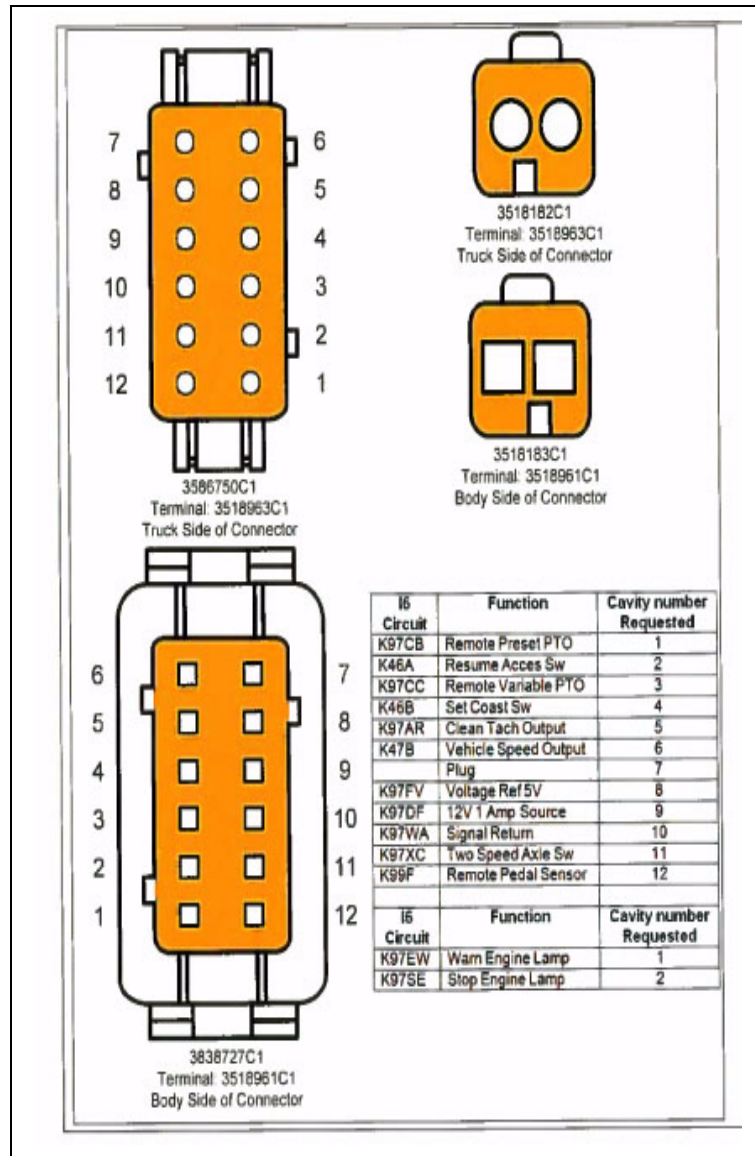 7 6
8 5
9 4
10 3
11 2
12 1
3586750C1
Terminal: 3518963C1
Truck Side of Connector
3518182C1
Terminal: 3518963C1
Truck Side of Connector
3518183C1
Terminal: 3518961C1
Body Side of Connector
6 7
5 8
4 9
3 10
2 11
1 12
3838727C1
Terminal: 3518961C1
Body Side of Connector
I6 Circuit Function Cavity number Requested
K97CB Remote Preset PTO 1
K46A Resume Acces Sw 2
K97CC Remote Variable PTO 3
K46B Set Coast Sw 4
K97AR Clean Tach Output 5
K47B Vehicle Speed Output 6
Plug 7
K97FV Voltage Ref 5V 8
K97DF 12V 1 Amp Source 9
K97WA Signal Return 10
K97XC Two Speed Axle Sw 11
K99F Remote Pedal Sensor 12
I6 Circuit Function Cavity number Requested
K97EW Warn Engine Lamp 1
K97SE Stop Engine Lamp 2